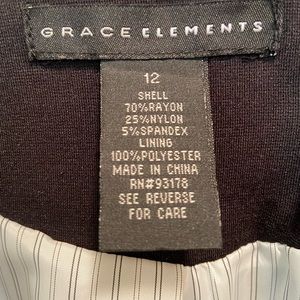 GRACE ELEMENTS
12
SHELL
70%RAYON
25%NYLON
5%SPANDEX
LINING
100%POLYESTER
MADE IN CHINA
RN#93178
SEE REVERSE
FOR CARE